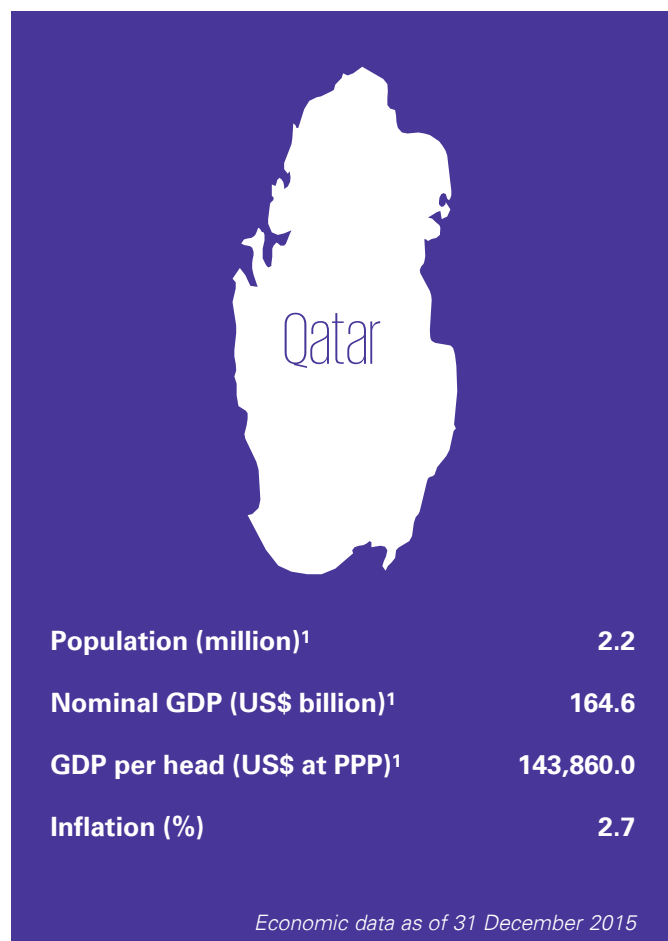 Qatar
Population (million)¹ 2.2
Nominal GDP (US$ billion)¹ 164.6
GDP per head (US$ at PPP)¹ 143,860.0
Inflation (%) 2.7
Economic data as of 31 December 2015